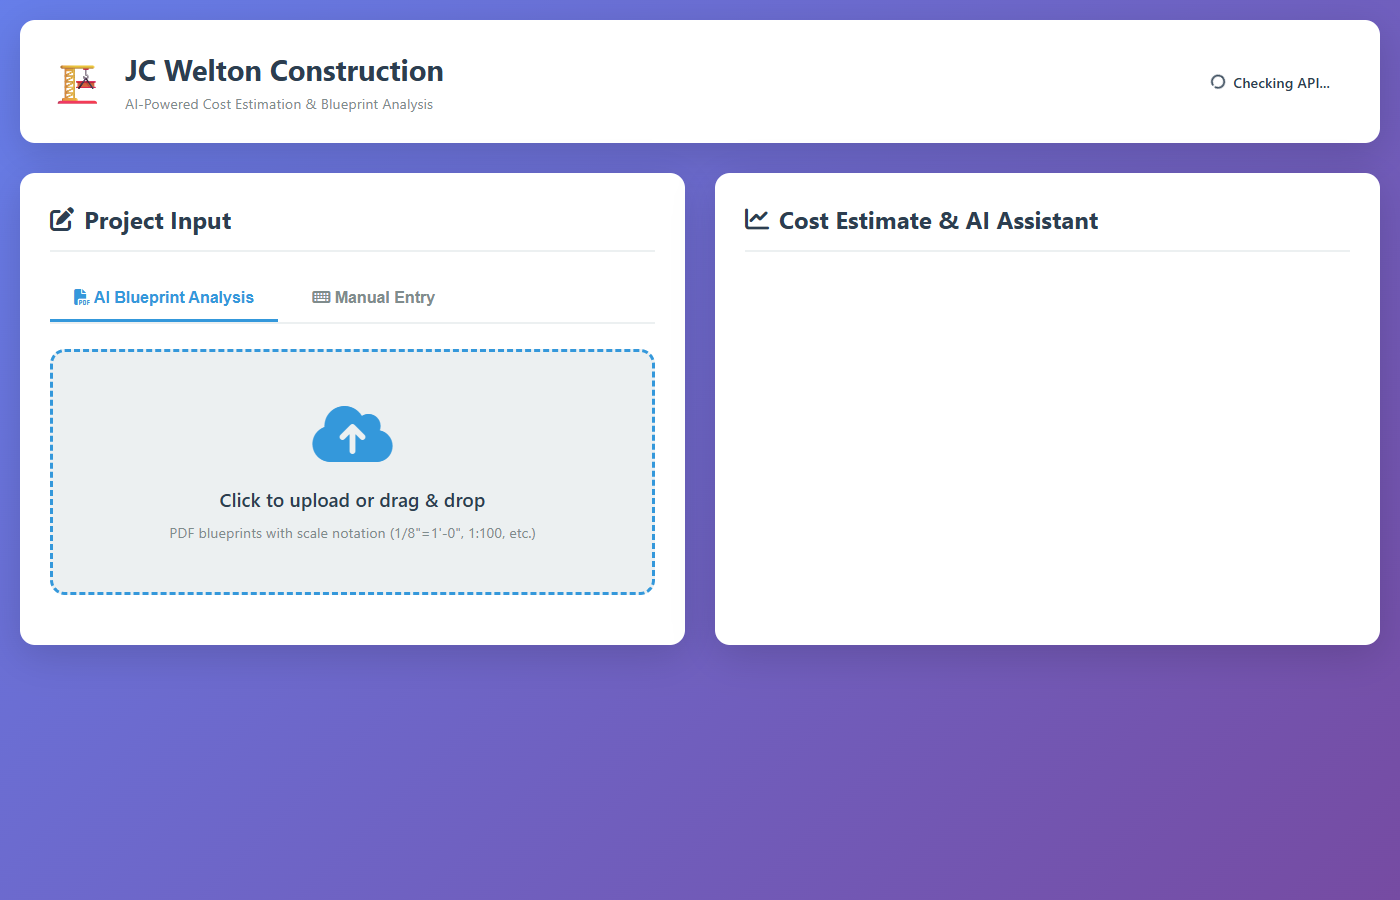 JC Welton Construction
AI-Powered Cost Estimation & Blueprint Analysis
Checking API...
Project Input
AI Blueprint Analysis
Manual Entry
Click to upload or drag & drop
PDF blueprints with scale notation (1/8"=1'-0", 1:100, etc.)
Cost Estimate & AI Assistant